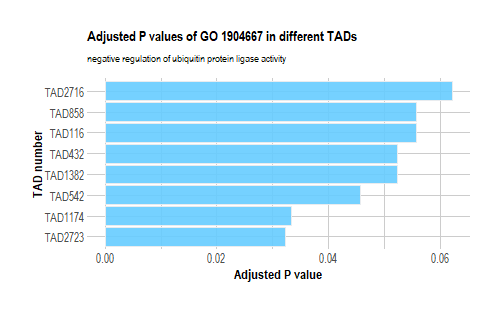 Adjusted P values of GO 1904667 in different TADs
negative regulation of ubiquitin protein ligase activity
TAD number
TAD2716
TAD858
TAD116
TAD432
TAD1382
TAD542
TAD1174
TAD2723
0.00 0.02 0.04 0.06
Adjusted P value